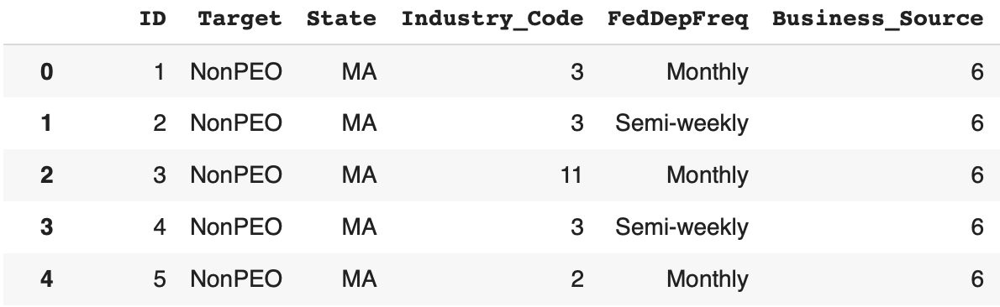 ID Target State Industry_Code FedDepFreq Business_Source
0 1 NonPEO MA 3 Monthly 6
1 2 NonPEO MA 3 Semi-weekly 6
2 3 NonPEO MA 11 Monthly 6
3 4 NonPEO MA 3 Semi-weekly 6
4 5 NonPEO MA 2 Monthly 6